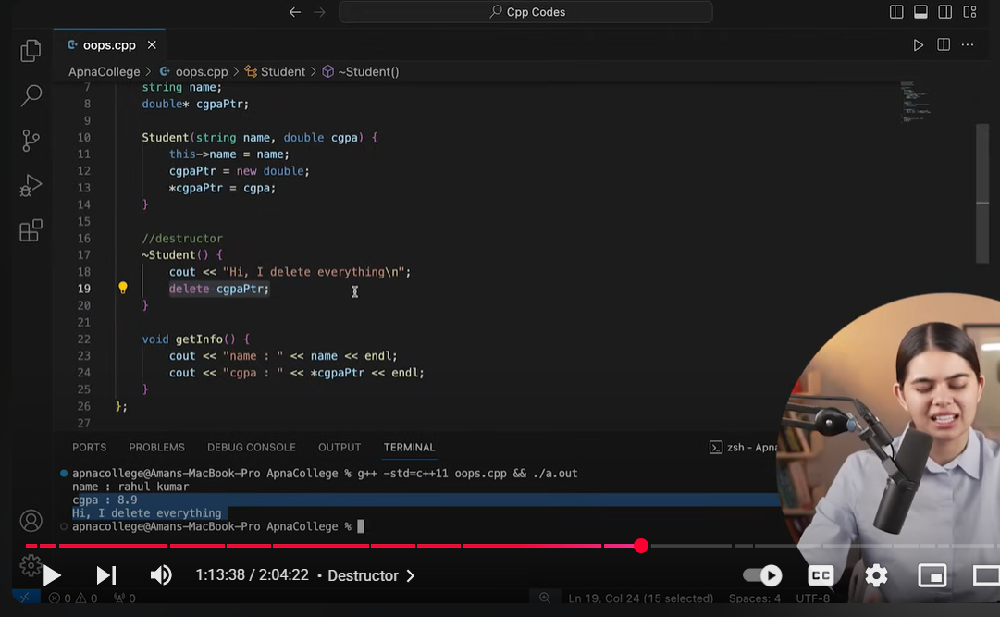 Cpp Codes
oops.cpp
ApnaCollege > oops.cpp > Student > ~Student()
7 string name;
8 double* cgpaPtr;
9
10 Student(string name, double cgpa) {
11 this->name = name;
12 cgpaPtr = new double;
13 *cgpaPtr = cgpa;
14 }
15
16 //destructor
17 ~Student() {
18 cout << "Hi, I delete everything\n";
19 delete cgpaPtr;
20 }
21
22 void getInfo() {
23 cout << "name : " << name << endl;
24 cout << "cgpa : " << *cgpaPtr << endl;
25 }
26 };
27
PORTS PROBLEMS DEBUG CONSOLE OUTPUT TERMINAL zsh - Apna
apnacollege@Amans-MacBook-Pro ApnaCollege % g++ -std=c++11 oops.cpp && ./a.out
name : rahul kumar
cgpa : 8.9
Hi, I delete everything
apnacollege@Amans-MacBook-Pro ApnaCollege %
1:13:38 / 2:04:22 • Destructor > CC
0 0 0 Ln 19, Col 24 (15 selected) Spaces: 4 UTF-8